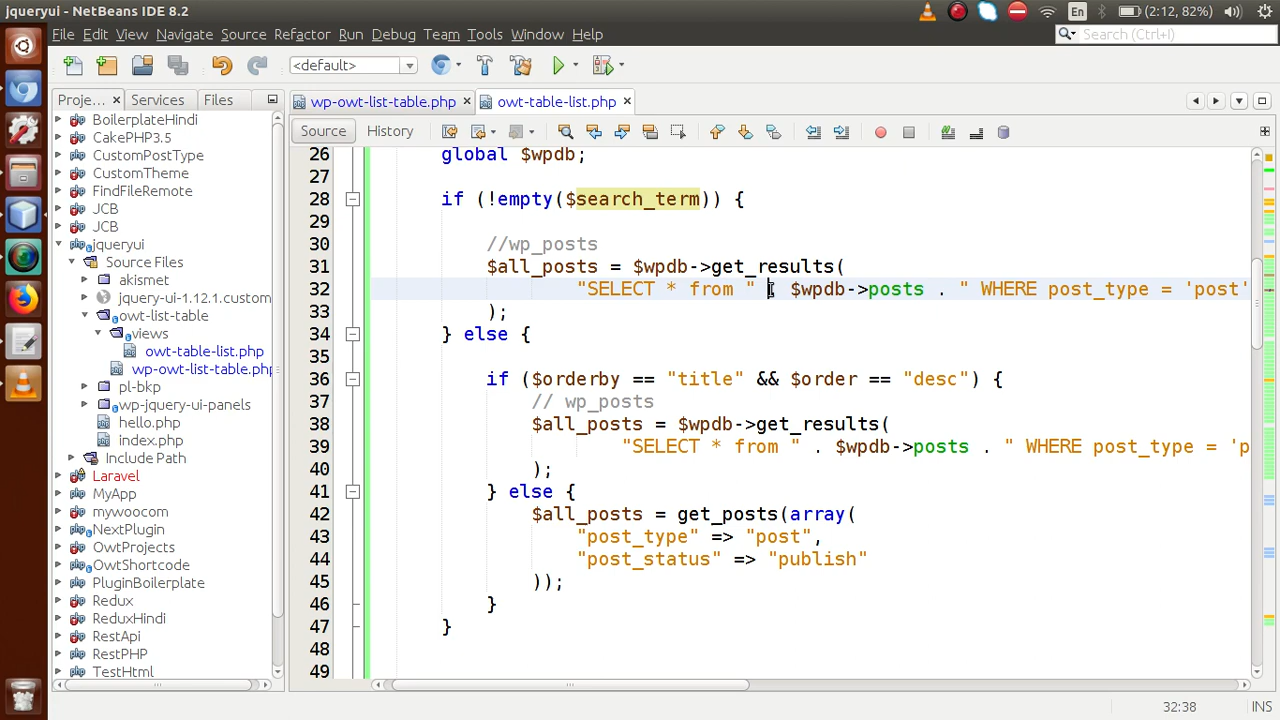 jqueryui - NetBeans IDE 8.2
En
(2:12, 82%)
File Edit View Navigate Source Refactor Run Debug Team Tools Window Help
Search (Ctrl+I)
<default>
Proje... Services Files
wp-owt-list-table.php
owt-table-list.php
Source
History
BoilerplateHindi
CakePHP3.5
CustomPostType
CustomTheme
FindFileRemote
JCB
JCB
jqueryui
Source Files
akismet
jquery-ui-1.12.1.custom
owt-list-table
views
owt-table-list.php
wp-owt-list-table.php
pl-bkp
wp-jquery-ui-panels
hello.php
index.php
Include Path
Laravel
MyApp
mywoocom
NextPlugin
OwtProjects
OwtShortcode
PluginBoilerplate
Redux
ReduxHindi
RestApi
RestPHP
TestHtml
26 global $wpdb;
27
28 if (!empty($search_term)) {
29
30 //wp_posts
31 $all_posts = $wpdb->get_results(
32 "SELECT * from " . $wpdb->posts . " WHERE post_type = 'post'
33 );
34 } else {
35
36 if ($orderby == "title" && $order == "desc") {
37 // wp_posts
38 $all_posts = $wpdb->get_results(
39 "SELECT * from " . $wpdb->posts . " WHERE post_type = 'p
40 );
41 } else {
42 $all_posts = get_posts(array(
43 "post_type" => "post",
44 "post_status" => "publish"
45 ));
46 }
47 }
48
49
32:38
INS